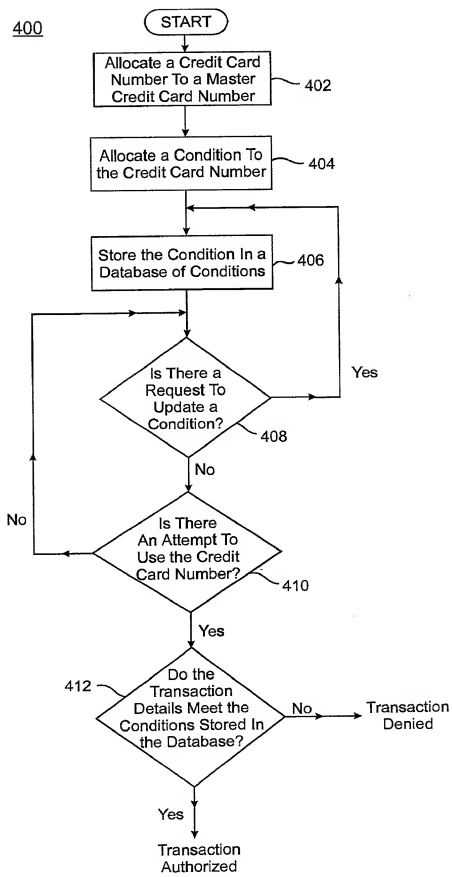 400
START
Allocate a Credit Card
Number To a Master
Credit Card Number
402
Allocate a Condition To
the Credit Card Number
404
Store the Condition In a
Database of Conditions
406
Is There a
Request To
Update a
Condition?
408
Yes
No
Is There
An Attempt To
Use the Credit
Card Number?
410
No
Yes
412
Do the
Transaction
Details Meet the
Conditions Stored In
the Database?
No
Transaction
Denied
Yes
Transaction
Authorized